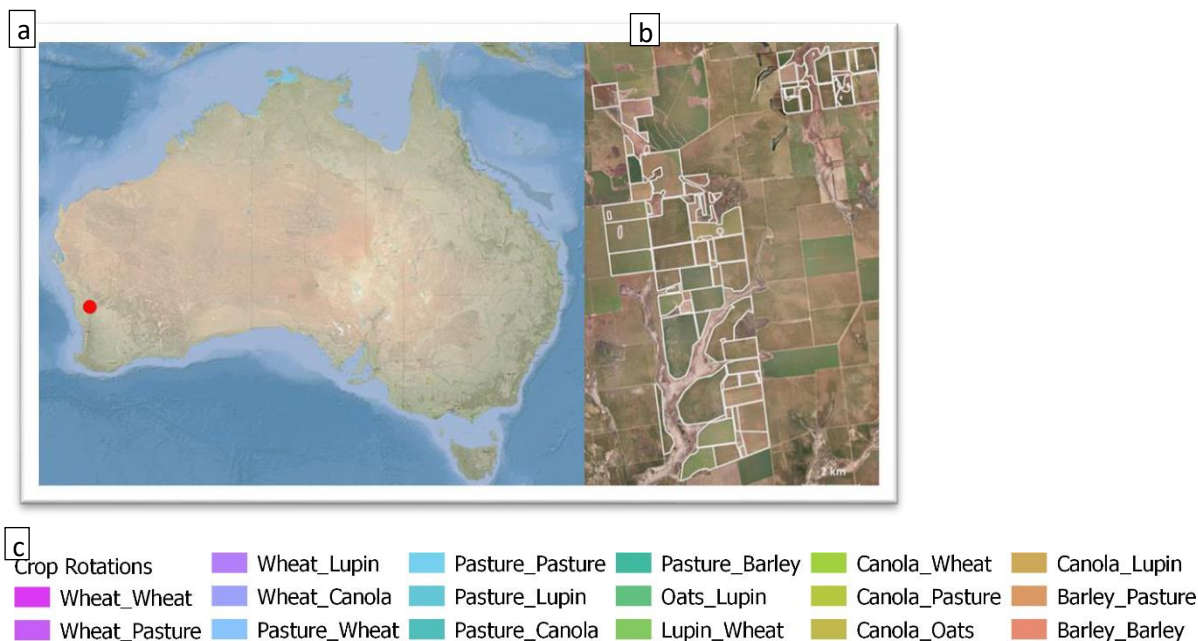 a
b
2 km
c
Crop Rotations
Wheat_Lupin Pasture_Pasture Pasture_Barley Canola_Wheat Canola_Lupin
Wheat_Wheat Wheat_Canola Pasture_Lupin Oats_Lupin Canola_Pasture Barley_Pasture
Wheat_Pasture Pasture_Wheat Pasture_Canola Lupin_Wheat Canola_Oats Barley_Barley